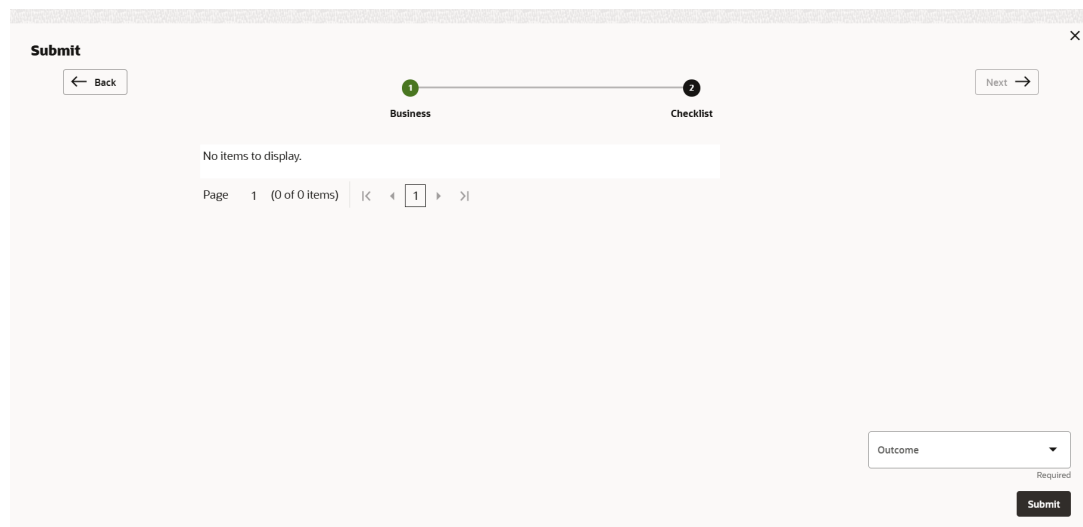 Submit
Back
Next
1
2
Business
Checklist
No items to display.
Page 1 (0 of 0 items) 1
Outcome
Required
Submit